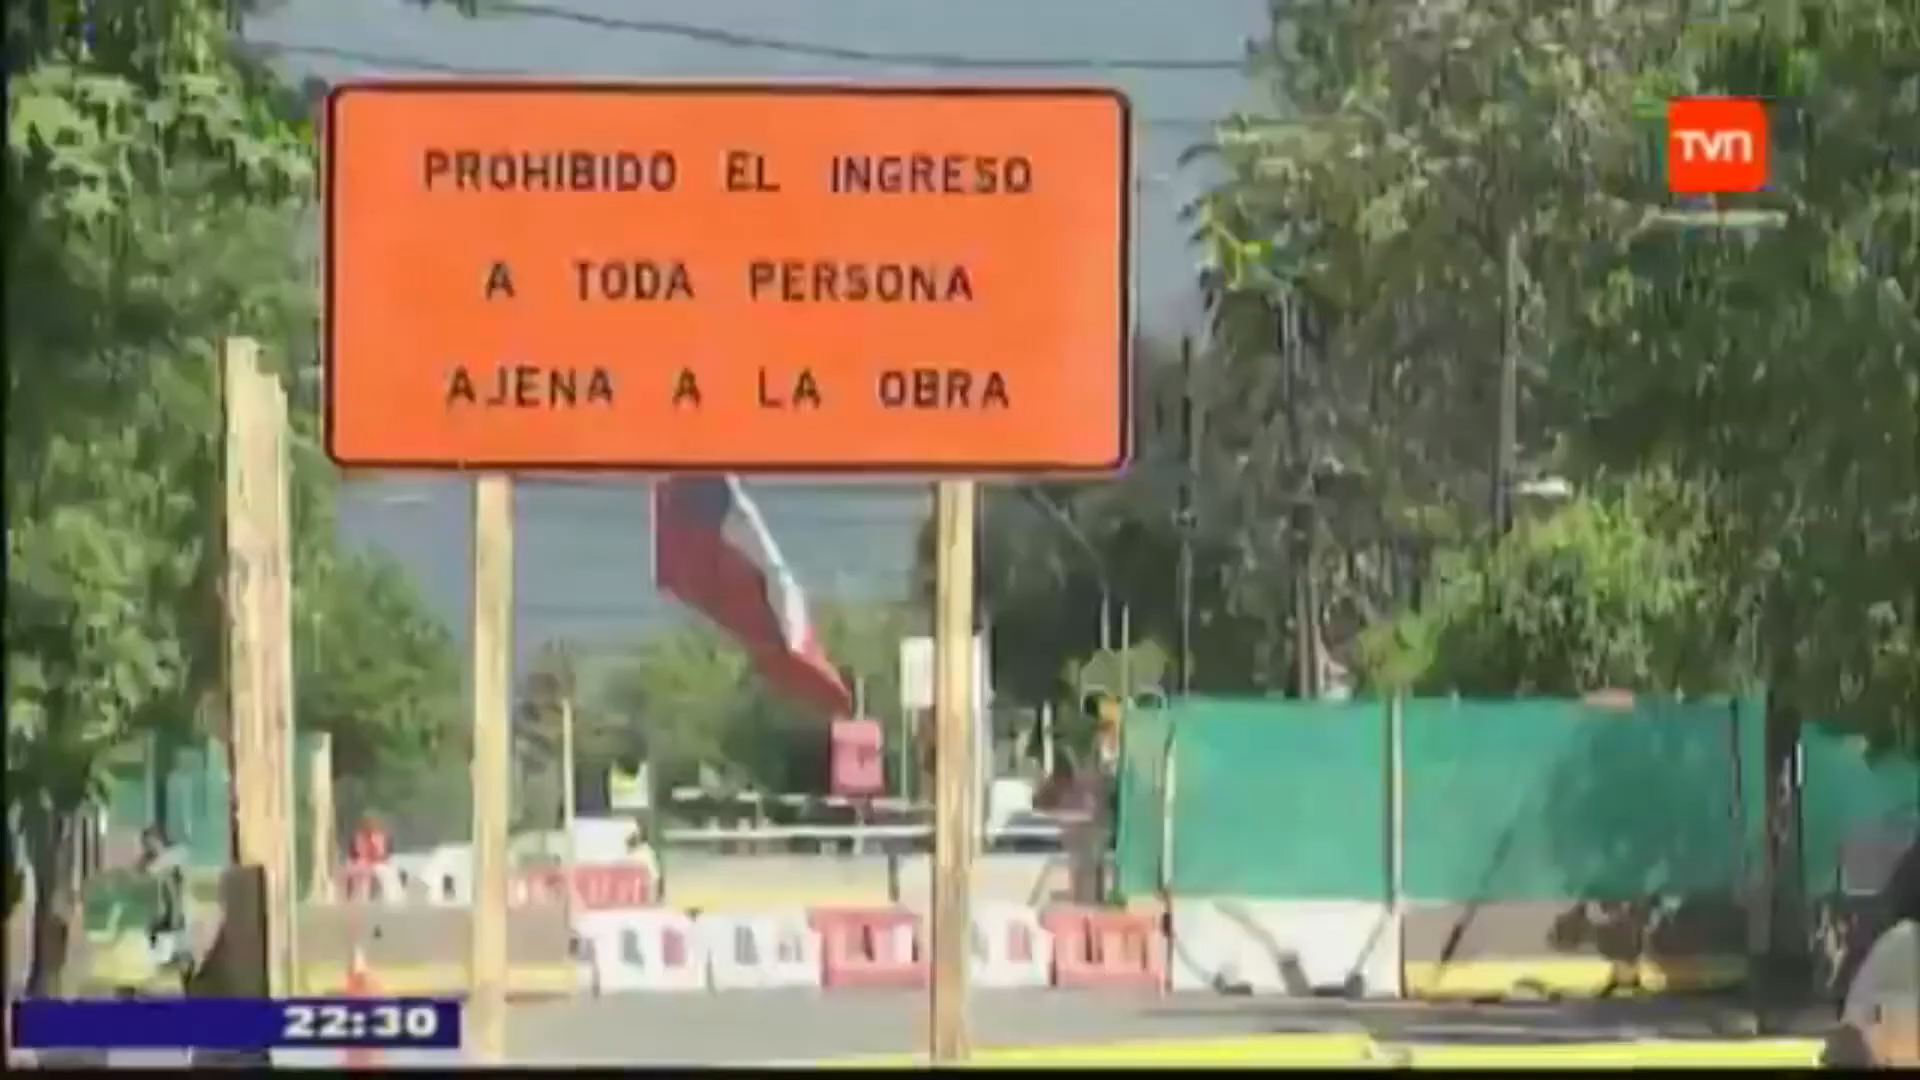 PROHIBIDO EL INGRESO
A TODA PERSONA
AJENA A LA OBRA
TVN
22:30